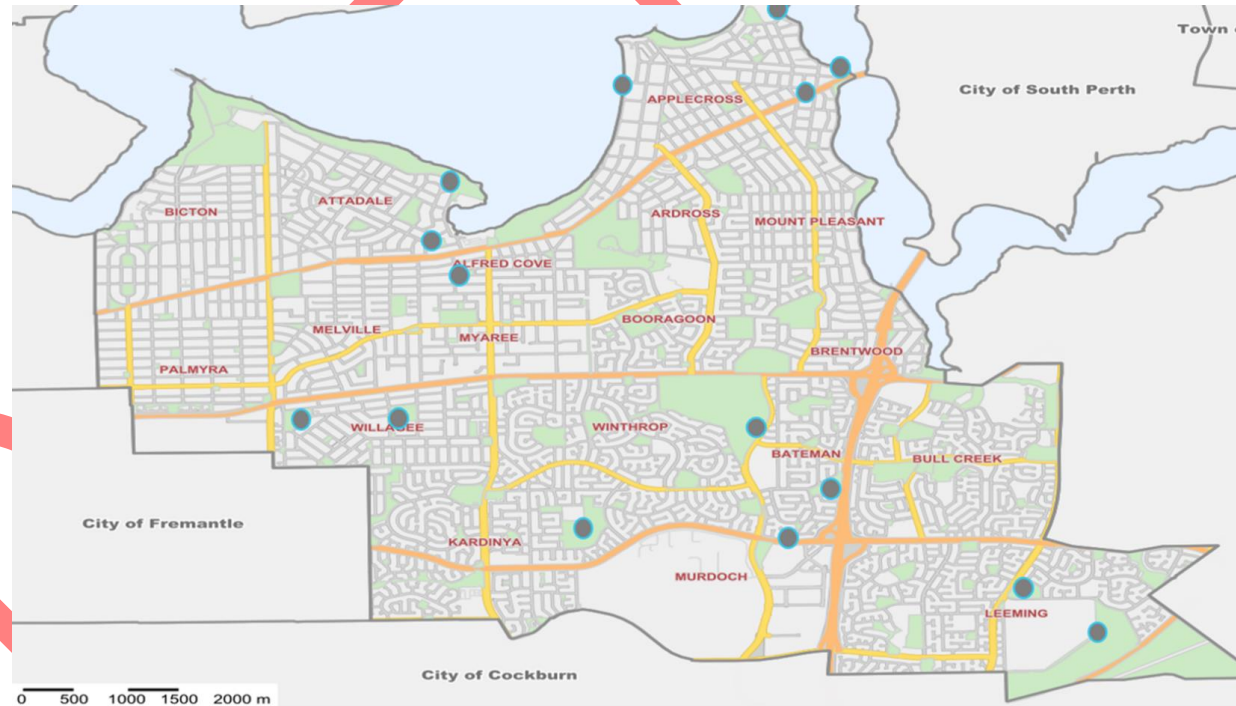 Town
City of South Perth
APPLECROSS
ATTADALE
BICTON
ARDROSS
MOUNT PLEASANT
ALFRED COVE
BOORAGOON
MELVILLE
MYAREE
BRENTWOOD
PALMYRA
WILLAGEE
WINTHROP
BATEMAN
BULL CREEK
City of Fremantle
KARDINYA
MURDOCH
LEEMING
City of Cockburn
0 500 1000 1500 2000 m